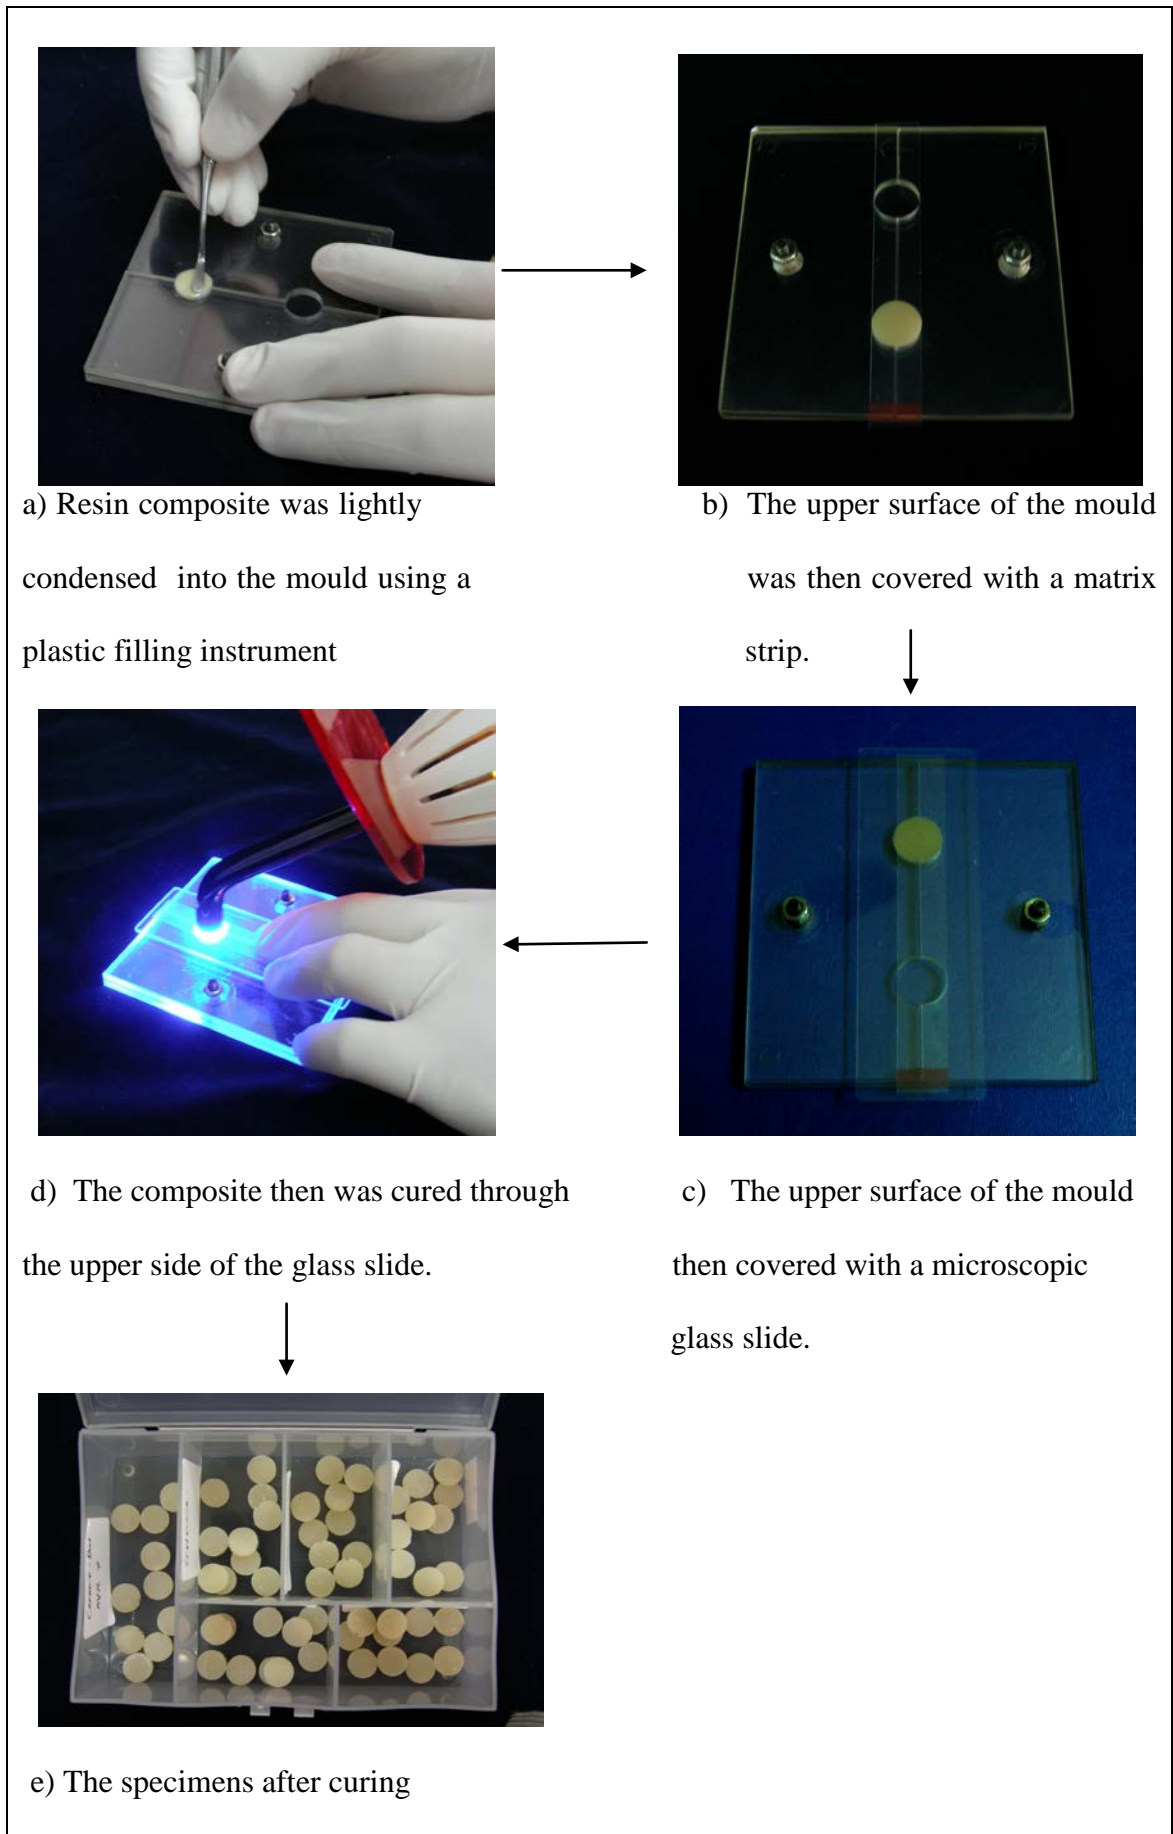 a) Resin composite was lightly
condensed into the mould using a
plastic filling instrument
b) The upper surface of the mould
was then covered with a matrix
strip.
c) The upper surface of the mould
then covered with a microscopic
glass slide.
d) The composite then was cured through
the upper side of the glass slide.
e) The specimens after curing